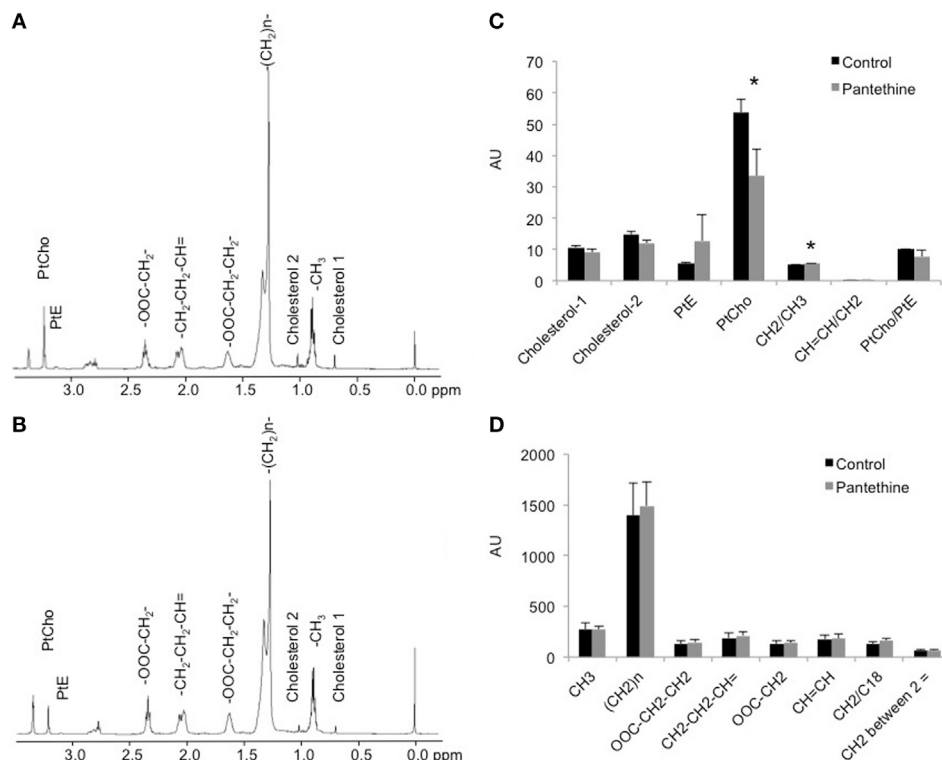 A
PtCho
PtE
-OOC-CH2-
-CH2-CH2-CH=
-OOC-CH2-CH2-
-(CH2)n-
Cholesterol 2
-CH3
Cholesterol 1
3.0 2.5 2.0 1.5 1.0 0.0 ppm
B
PtCho
PtE
-OOC-CH2-
-CH2-CH2-CH=
-OOC-CH2-CH2-
-(CH2)n-
Cholesterol 2
-CH3
Cholesterol 1
3.0 2.5 2.0 1.5 1.0 0.0 ppm
C
AU
70
60
50
40
30
20
10
0
Control
Pantethine
*
*
Cholesterol-1
Cholesterol-2
PtE
PtCho
CH2/CH3
CH=CH/CH2
PtCho/PtE
D
AU
2000
1500
1000
500
0
Control
Pantethine
CH3
(CH2)n
OOC-CH2-CH2
CH2-CH2-CH=
OOC-CH2
CH=CH
CH2/C18
CH2 between 2 =